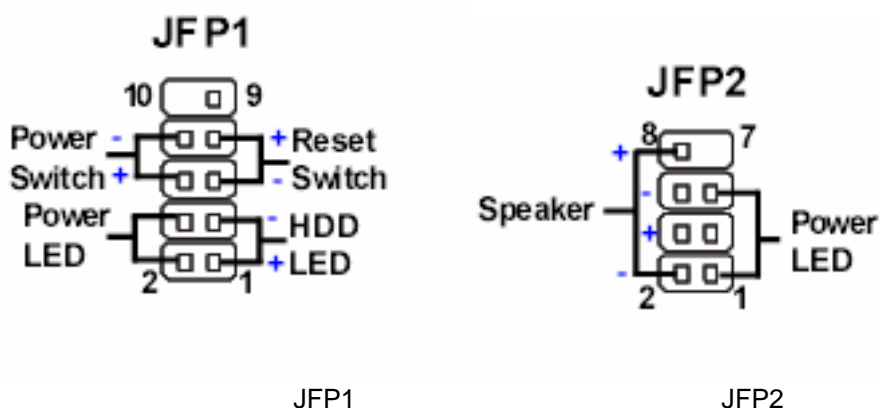 JFP1
10 9
Power - + Reset
Switch + - Switch
Power - HDD
LED + LED
2 1
JFP2
8 7
+
-
Speaker Power
+ LED
-
2 1
JFP1 JFP2